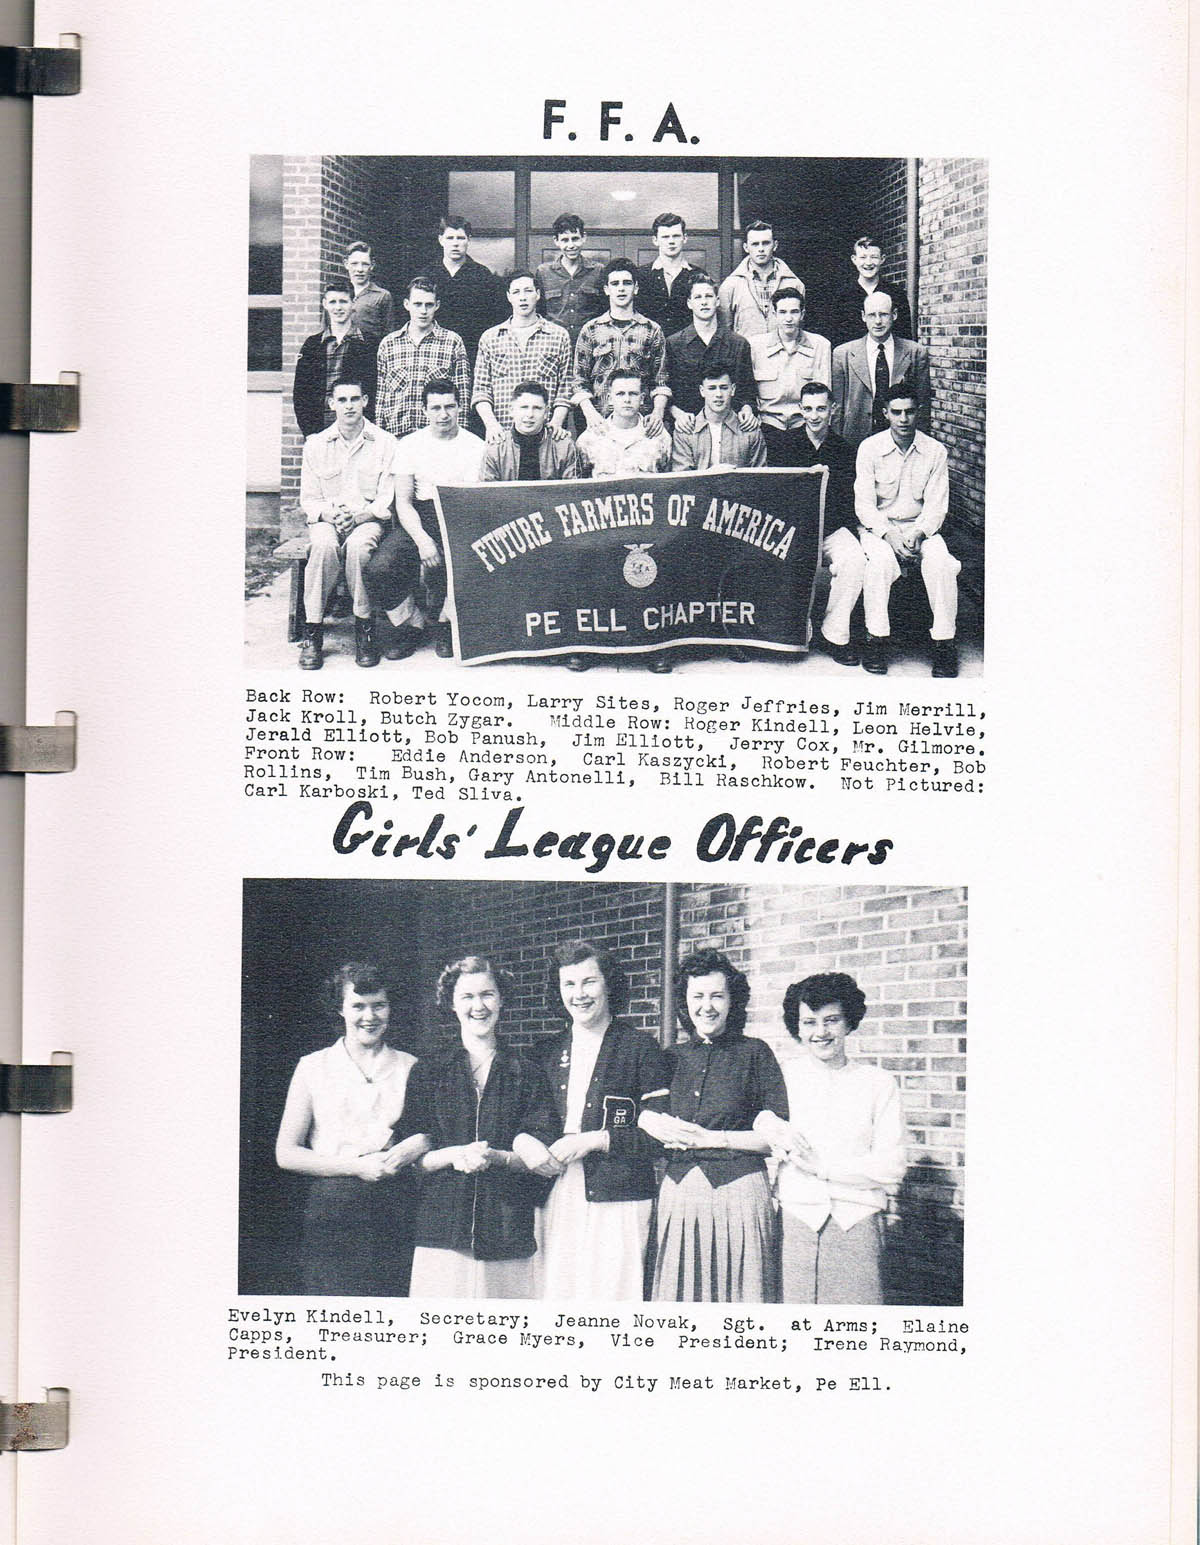 F. F. A.
FUTURE FARMERS OF AMERICA
PE ELL CHAPTER
Back Row: Robert Yocom, Larry Sites, Roger Jeffries, Jim Merrill,
Jack Kroll, Butch Zygar. Middle Row: Roger Kindell, Leon Helvie,
Jerald Elliott, Bob Panush, Jim Elliott, Jerry Cox, Mr. Gilmore.
Front Row: Eddie Anderson, Carl Kaszycki, Robert Feuchter, Bob
Rollins, Tim Bush, Gary Antonelli, Bill Raschkow. Not Pictured:
Carl Karboski, Ted Sliva.
Girls' League Officers
GA
Evelyn Kindell, Secretary; Jeanne Novak, Sgt. at Arms; Elaine
Capps, Treasurer; Grace Myers, Vice President; Irene Raymond,
President.
This page is sponsored by City Meat Market, Pe Ell.